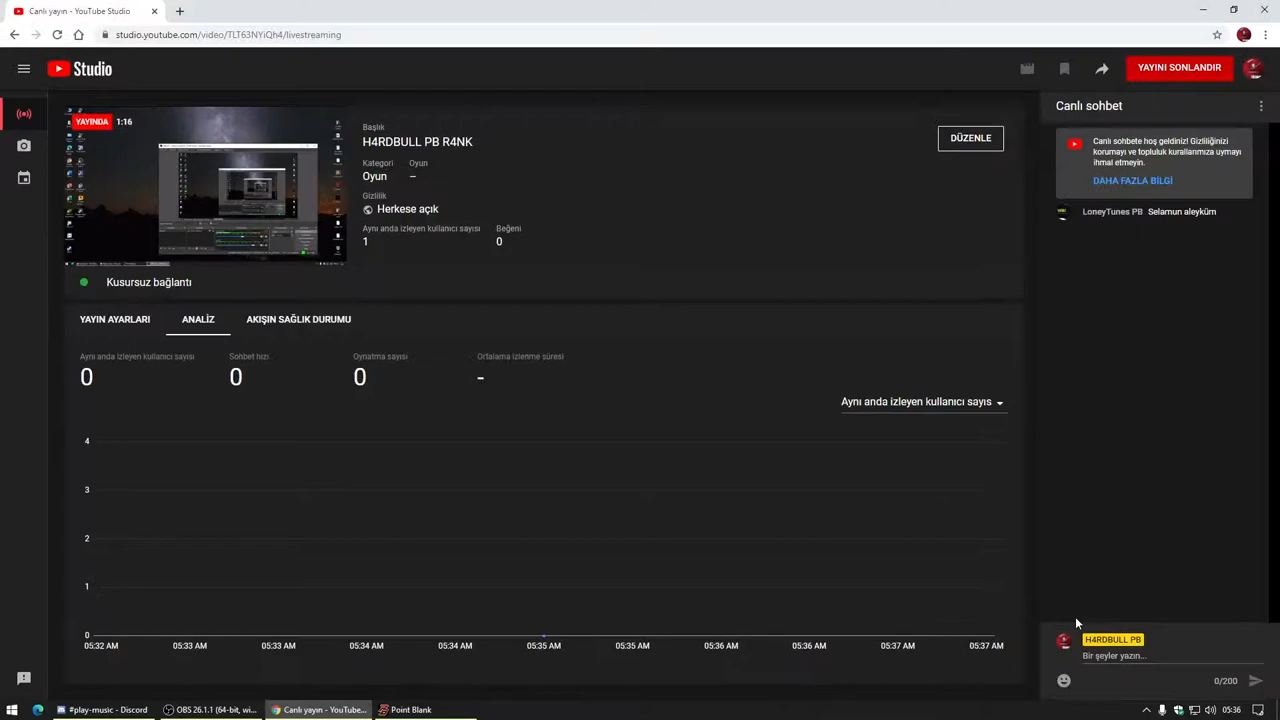 Canlı yayın - YouTube Studio
studio.youtube.com/video/TLT63NYiQh4/livestreaming
Studio
YAYINI SONLANDIR
YAYINDA 1:16
Başlık
H4RDBULL PB R4NK
DÜZENLE
Kategori Oyun
Oyun –
Gizlilik
Herkese açık
Aynı anda izleyen kullanıcı sayısı Beğeni
1 0
Kusursuz bağlantı
YAYIN AYARLARI ANALİZ AKIŞIN SAĞLIK DURUMU
Aynı anda izleyen kullanıcı sayısı Sohbet hızı Oynatma sayısı Ortalama izlenme süresi
0 0 0 -
Aynı anda izleyen kullanıcı sayıs
4
3
2
1
0
05:32 AM 05:33 AM 05:33 AM 05:34 AM 05:34 AM 05:35 AM 05:35 AM 05:36 AM 05:36 AM 05:37 AM 05:37 AM
Canlı sohbet
Canlı sohbete hoş geldiniz! Gizliliğinizi
korumayı ve topluluk kurallarımıza uymayı
ihmal etmeyin.
DAHA FAZLA BİLGİ
LoneyTunes PB Selamun aleyküm
H4RDBULL PB
Bir şeyler yazın...
0/200
#play-music - Discord
OBS 26.1.1 (64-bit, wi...
Canlı yayın - YouTube...
Point Blank
05:36